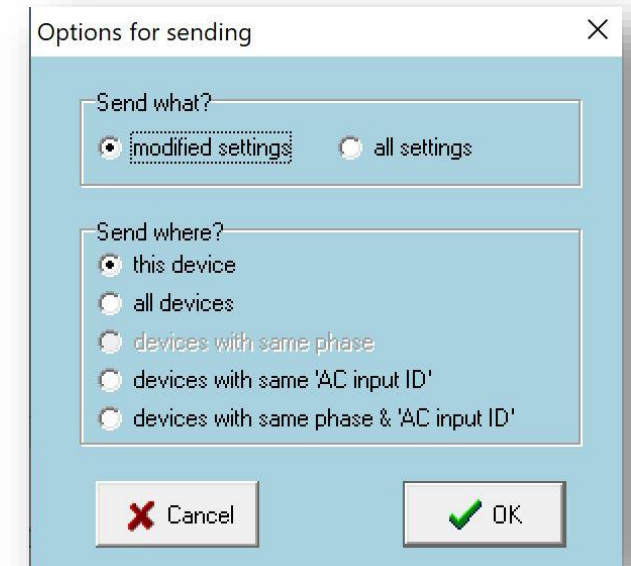 Options for sending
Send what?
modified settings all settings
Send where?
this device
all devices
devices with same phase
devices with same 'AC input ID'
devices with same phase & 'AC input ID'
Cancel OK